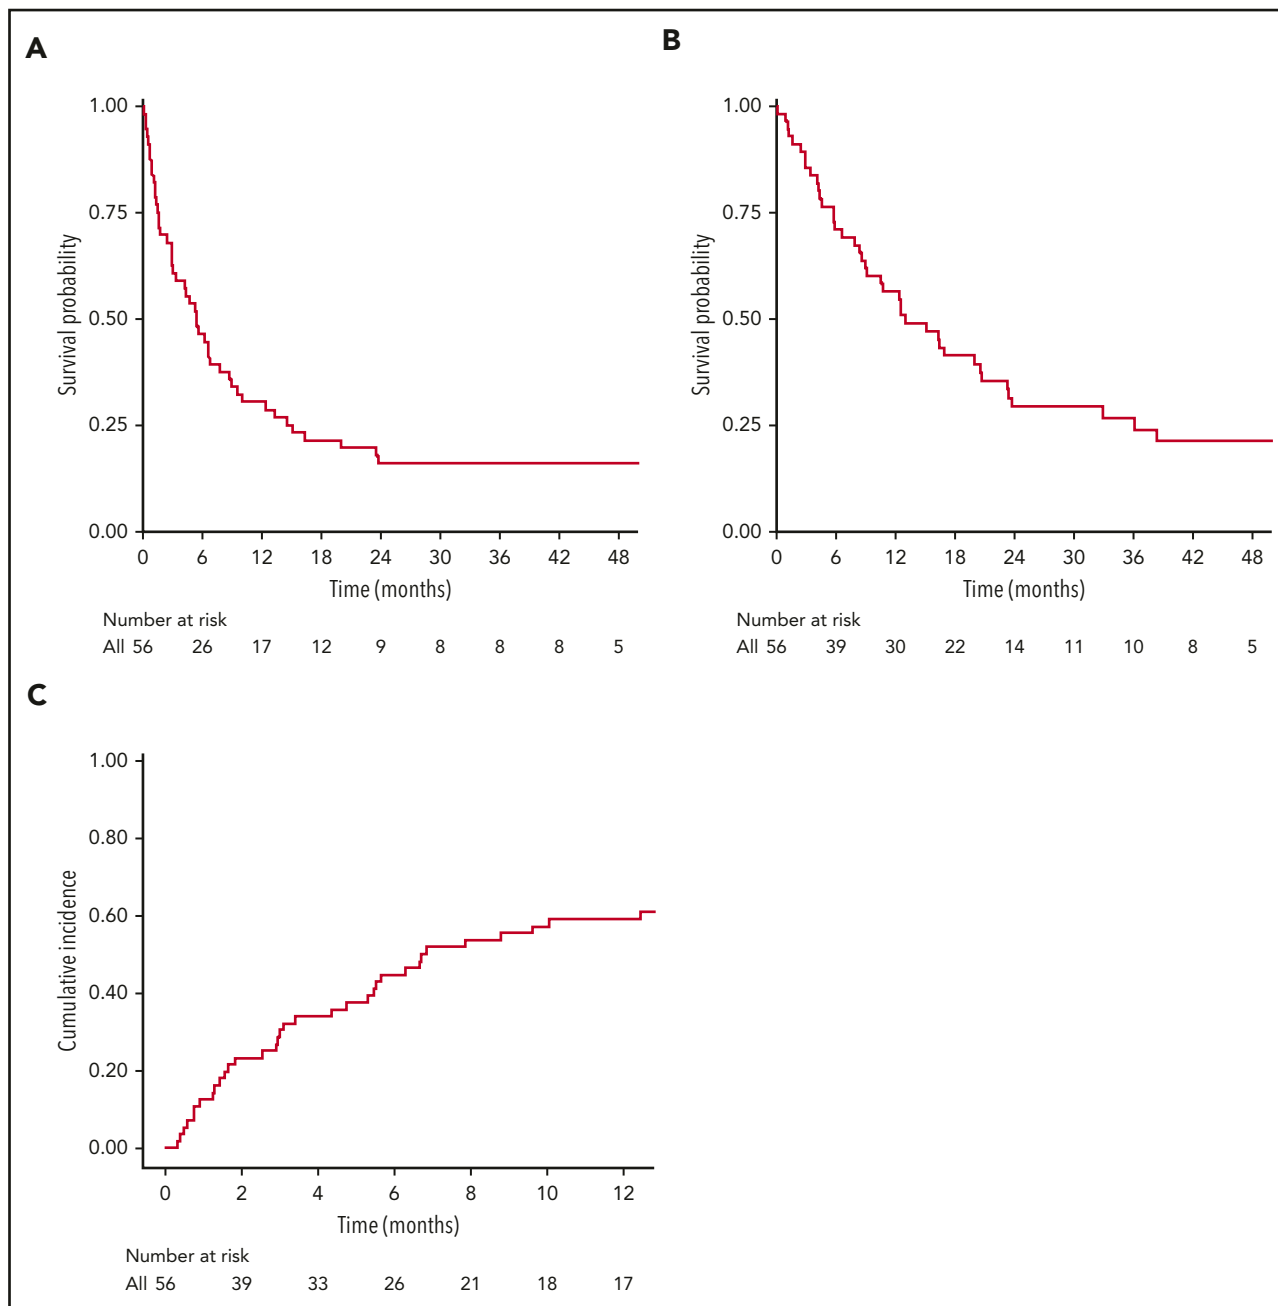 A
1.00
0.75
0.50
0.25
0.00
Survival probability
0 6 12 18 24 30 36 42 48
Time (months)
Number at risk
All 56 26 17 12 9 8 8 8 5
B
1.00
0.75
0.50
0.25
0.00
Survival probability
0 6 12 18 24 30 36 42 48
Time (months)
Number at risk
All 56 39 30 22 14 11 10 8 5
C
1.00
0.80
0.60
0.40
0.20
0.00
Cumulative incidence
0 2 4 6 8 10 12
Time (months)
Number at risk
All 56 39 33 26 21 18 17